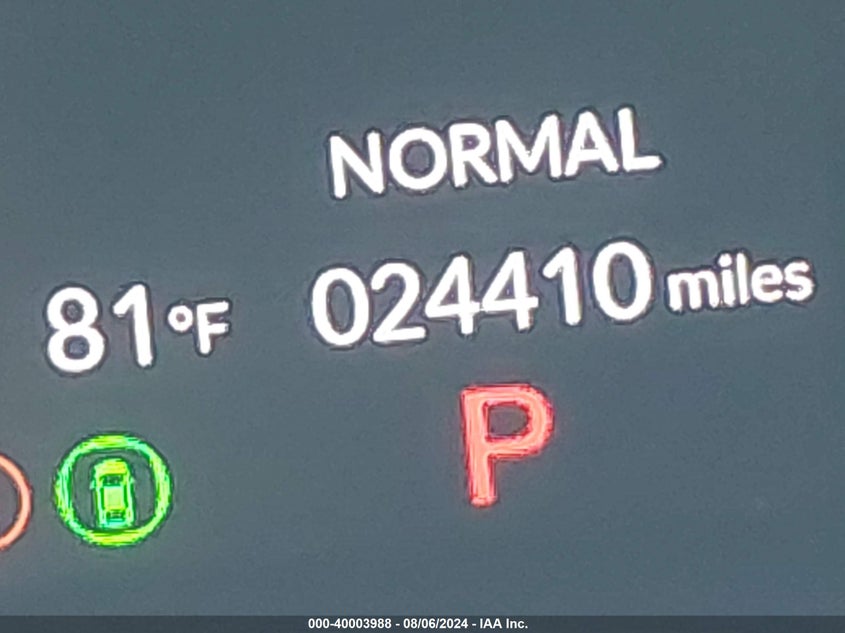 NORMAL
81°F 024410 miles
P
000-40003988 - 08/06/2024 - IAA Inc.